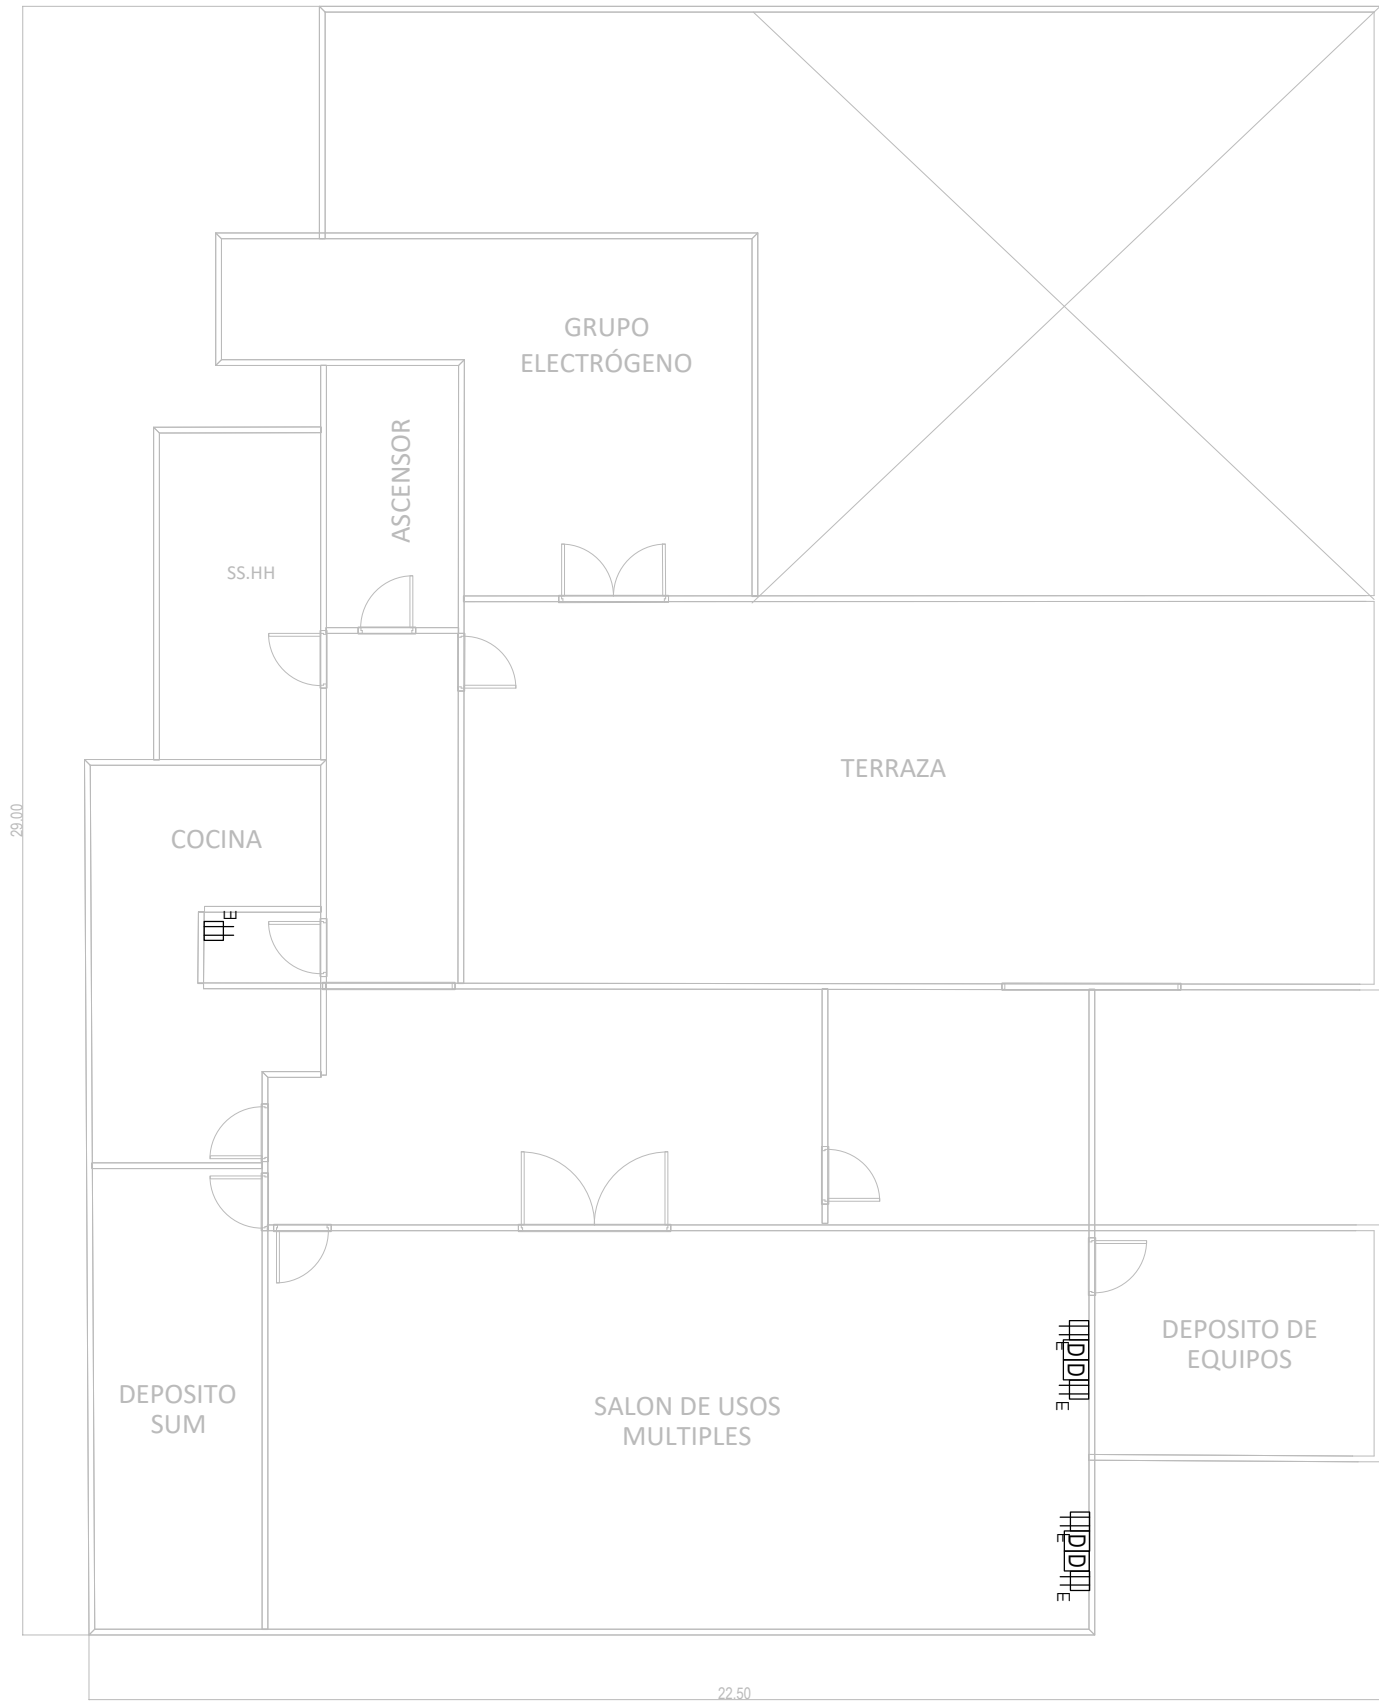 GRUPO
ELECTRÓGENO
ASCENSOR
SS.HH
TERRAZA
29.00
COCINA
E
DEPOSITO DE
EQUIPOS
E
D
D
E
DEPOSITO
SUM
SALON DE USOS
MULTIPLES
E
D
D
E
22.50